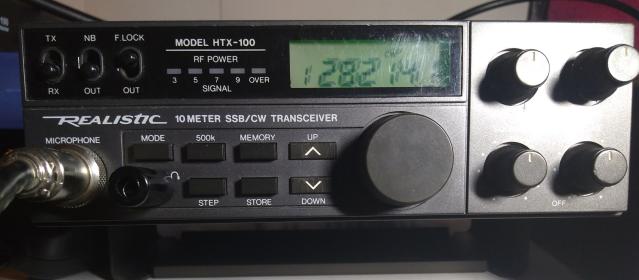 TX NB F.LOCK
MODEL HTX-100
RF POWER
3 5 7 9 OVER
SIGNAL
RX OUT OUT
REALISTIC 10 METER SSB/CW TRANSCEIVER
MICROPHONE
MODE 500k MEMORY UP
STEP STORE DOWN
OFF